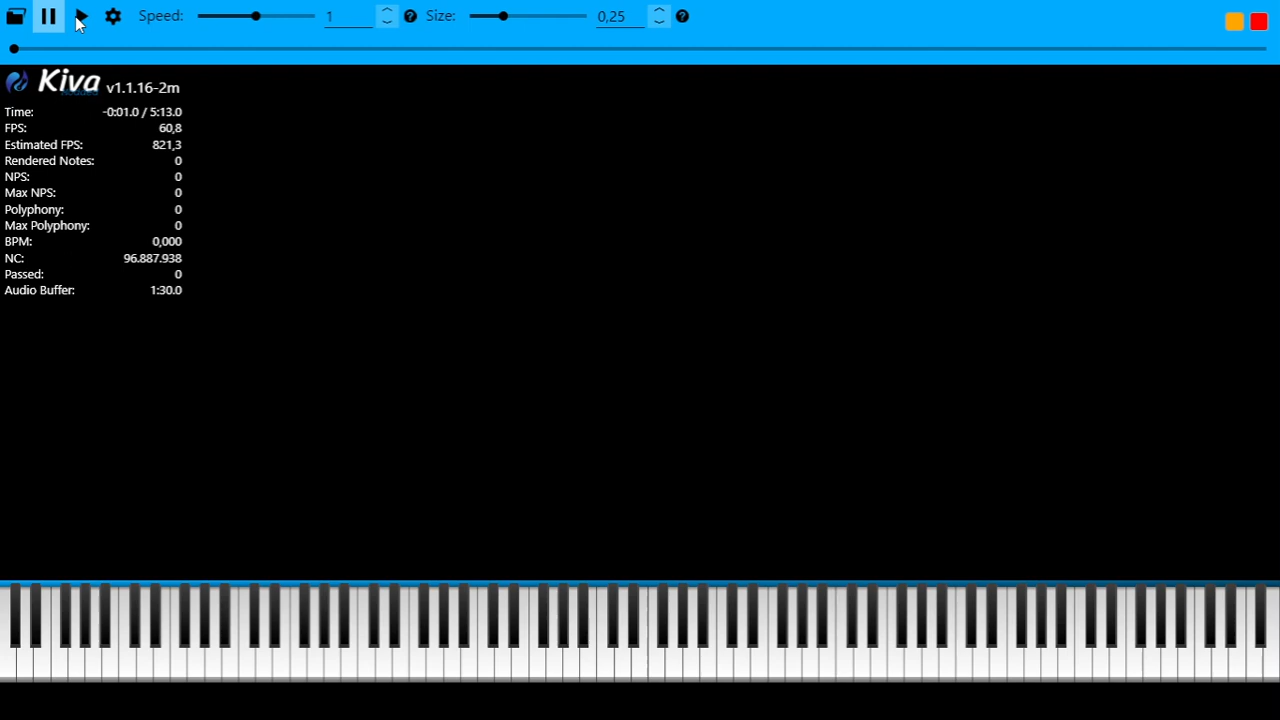 Speed: 1 Size: 0,25
Kiva v1.1.16-2m
Time: -0:01.0 / 5:13.0
FPS: 60,8
Estimated FPS: 821,3
Rendered Notes: 0
NPS: 0
Max NPS: 0
Polyphony: 0
Max Polyphony: 0
BPM: 0,000
NC: 96.887.938
Passed: 0
Audio Buffer: 1:30.0